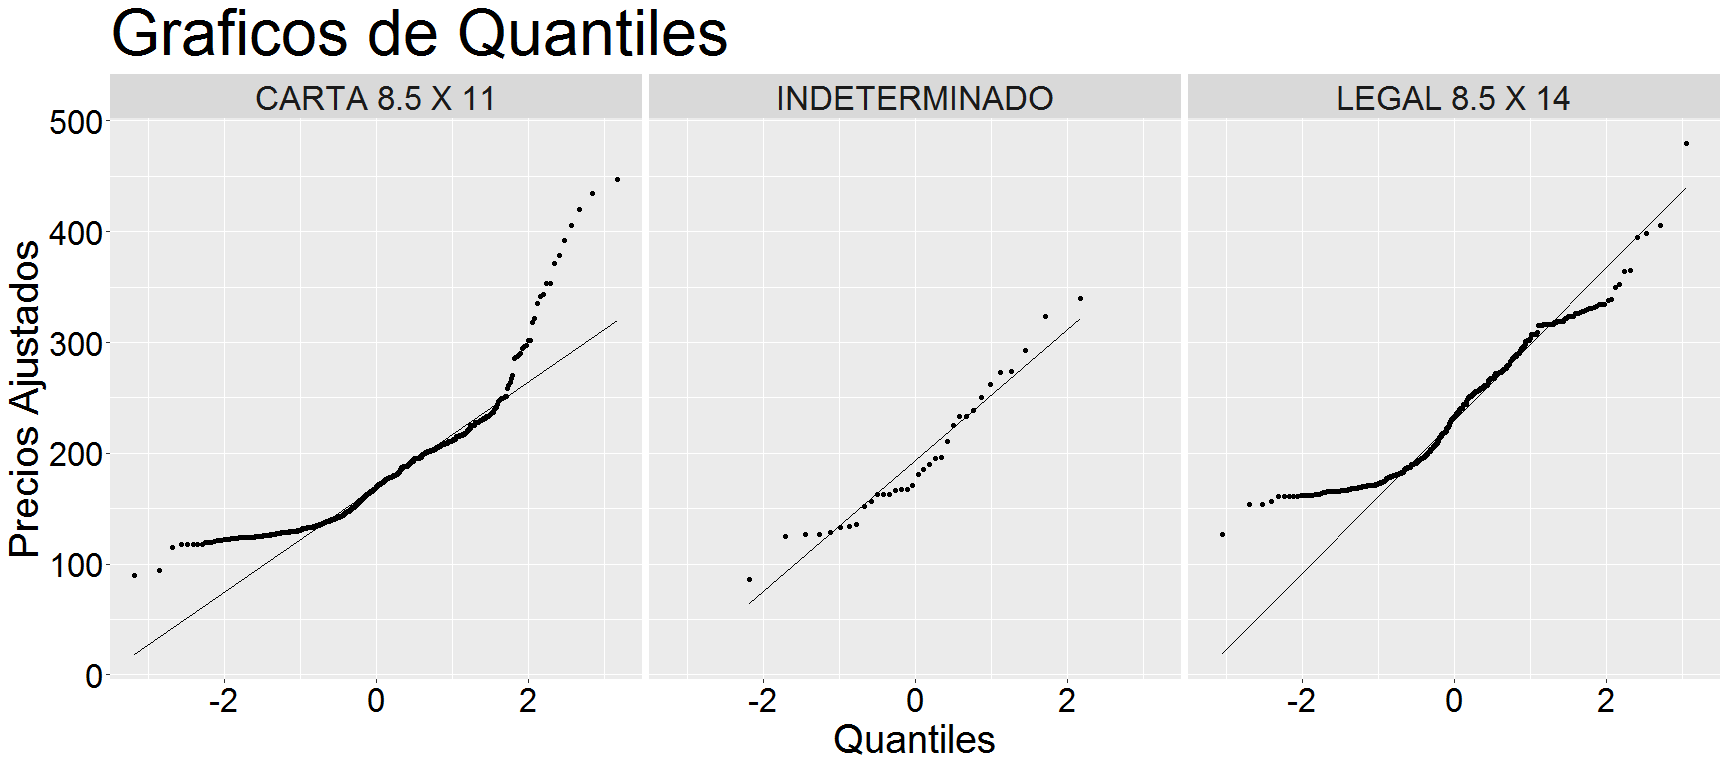 Graficos de Quantiles
CARTA 8.5 X 11
INDETERMINADO
LEGAL 8.5 X 14
Precios Ajustados
500
400
300
200
100
0
-2 0 2
-2 0 2
-2 0 2
Quantiles